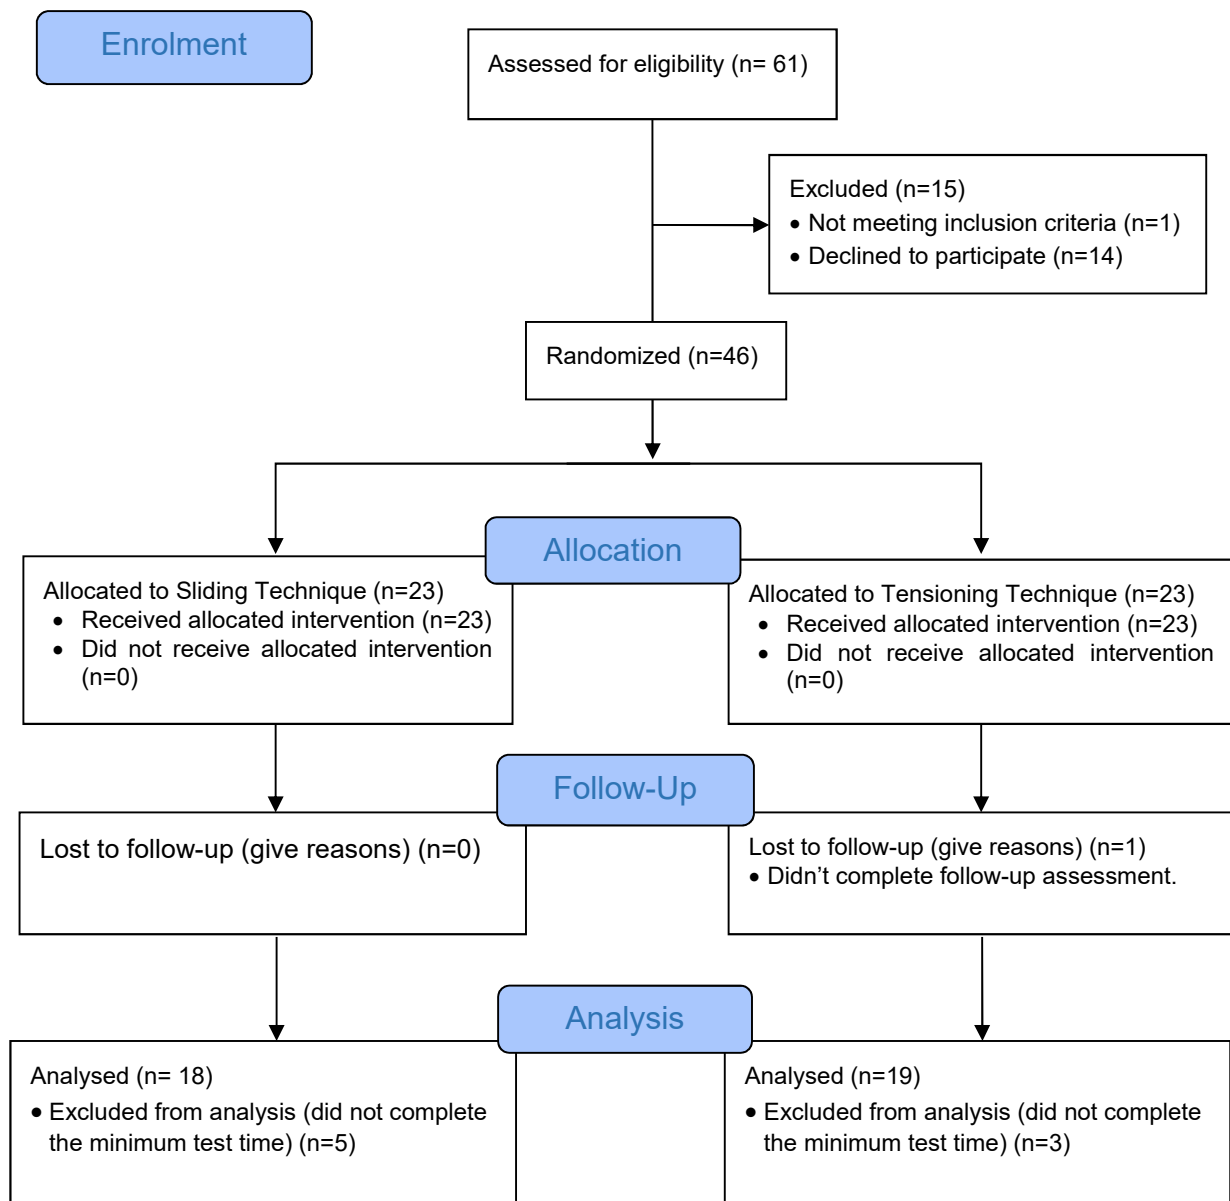 Enrolment
Assessed for eligibility (n= 61)
Excluded (n=15)
• Not meeting inclusion criteria (n=1)
• Declined to participate (n=14)
Randomized (n=46)
Allocation
Allocated to Sliding Technique (n=23)
• Received allocated intervention (n=23)
• Did not receive allocated intervention
(n=0)
Allocated to Tensioning Technique (n=23)
• Received allocated intervention (n=23)
• Did not receive allocated intervention
(n=0)
Follow-Up
Lost to follow-up (give reasons) (n=0)
Lost to follow-up (give reasons) (n=1)
• Didn’t complete follow-up assessment.
Analysis
Analysed (n= 18)
• Excluded from analysis (did not complete
the minimum test time) (n=5)
Analysed (n=19)
• Excluded from analysis (did not complete
the minimum test time) (n=3)